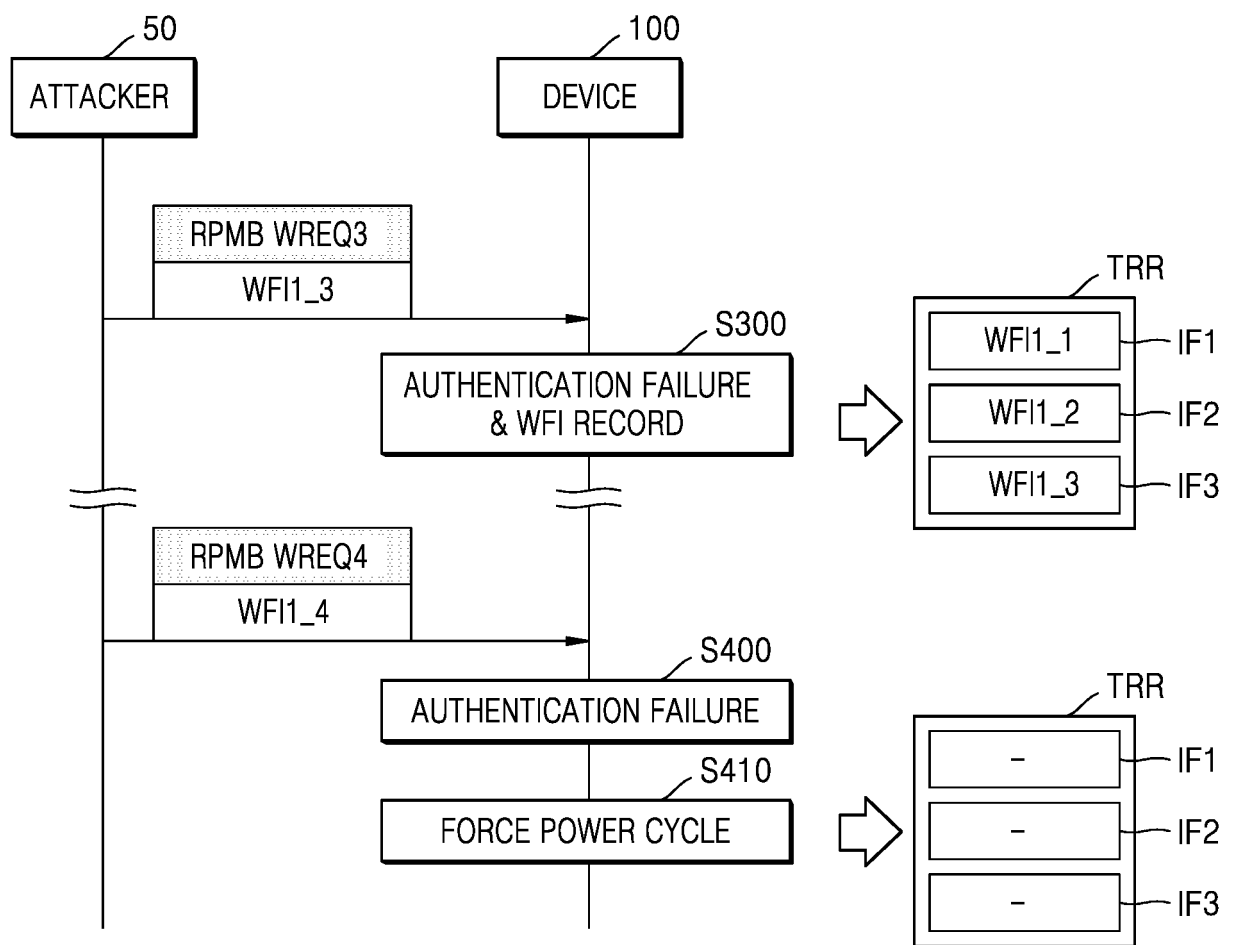 50
100
ATTACKER
DEVICE
RPMB WREQ3
WFI1_3
TRR
S300
WFI1_1
IF1
AUTHENTICATION FAILURE
& WFI RECORD
WFI1_2
IF2
WFI1_3
IF3
RPMB WREQ4
WFI1_4
S400
TRR
AUTHENTICATION FAILURE
–
IF1
S410
FORCE POWER CYCLE
–
IF2
–
IF3